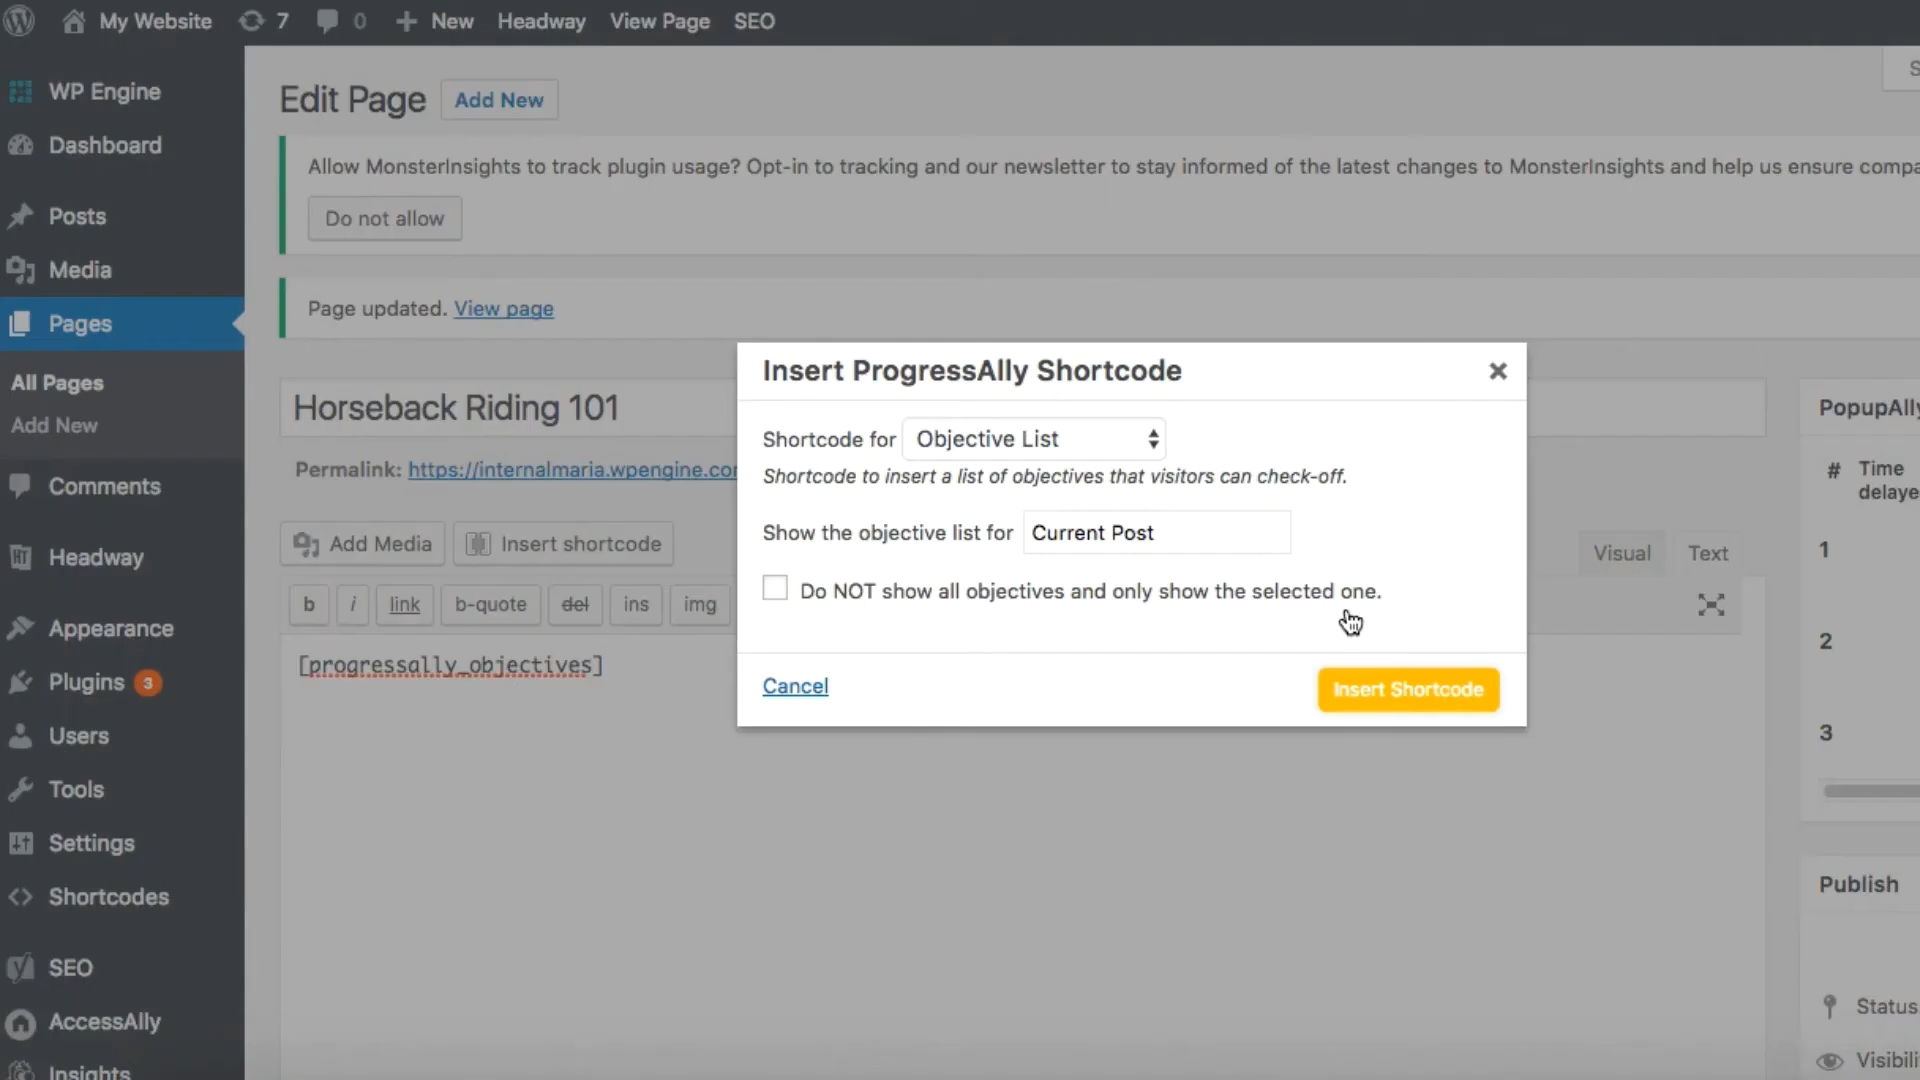 My Website
7
0
New
Headway
View Page
SEO
WP Engine
Dashboard
Posts
Media
Pages
All Pages
Add New
Comments
Headway
Appearance
Plugins 3
Users
Tools
Settings
Shortcodes
SEO
AccessAlly
Insights
Edit Page
Add New
Allow MonsterInsights to track plugin usage? Opt-in to tracking and our newsletter to stay informed of the latest changes to MonsterInsights and help us ensure compa
Do not allow
Page updated. View page
Horseback Riding 101
Permalink: https://internalmaria.wpengine.com
Add Media
Insert shortcode
Visual
Text
b
i
link
b-quote
del
ins
img
[progressally_objectives]
Insert ProgressAlly Shortcode
Shortcode for Objective List
Shortcode to insert a list of objectives that visitors can check-off.
Show the objective list for Current Post
Do NOT show all objectives and only show the selected one.
Cancel
Insert Shortcode
PopupAlly
# Time
delaye
1
2
3
Publish
Status
Visibili